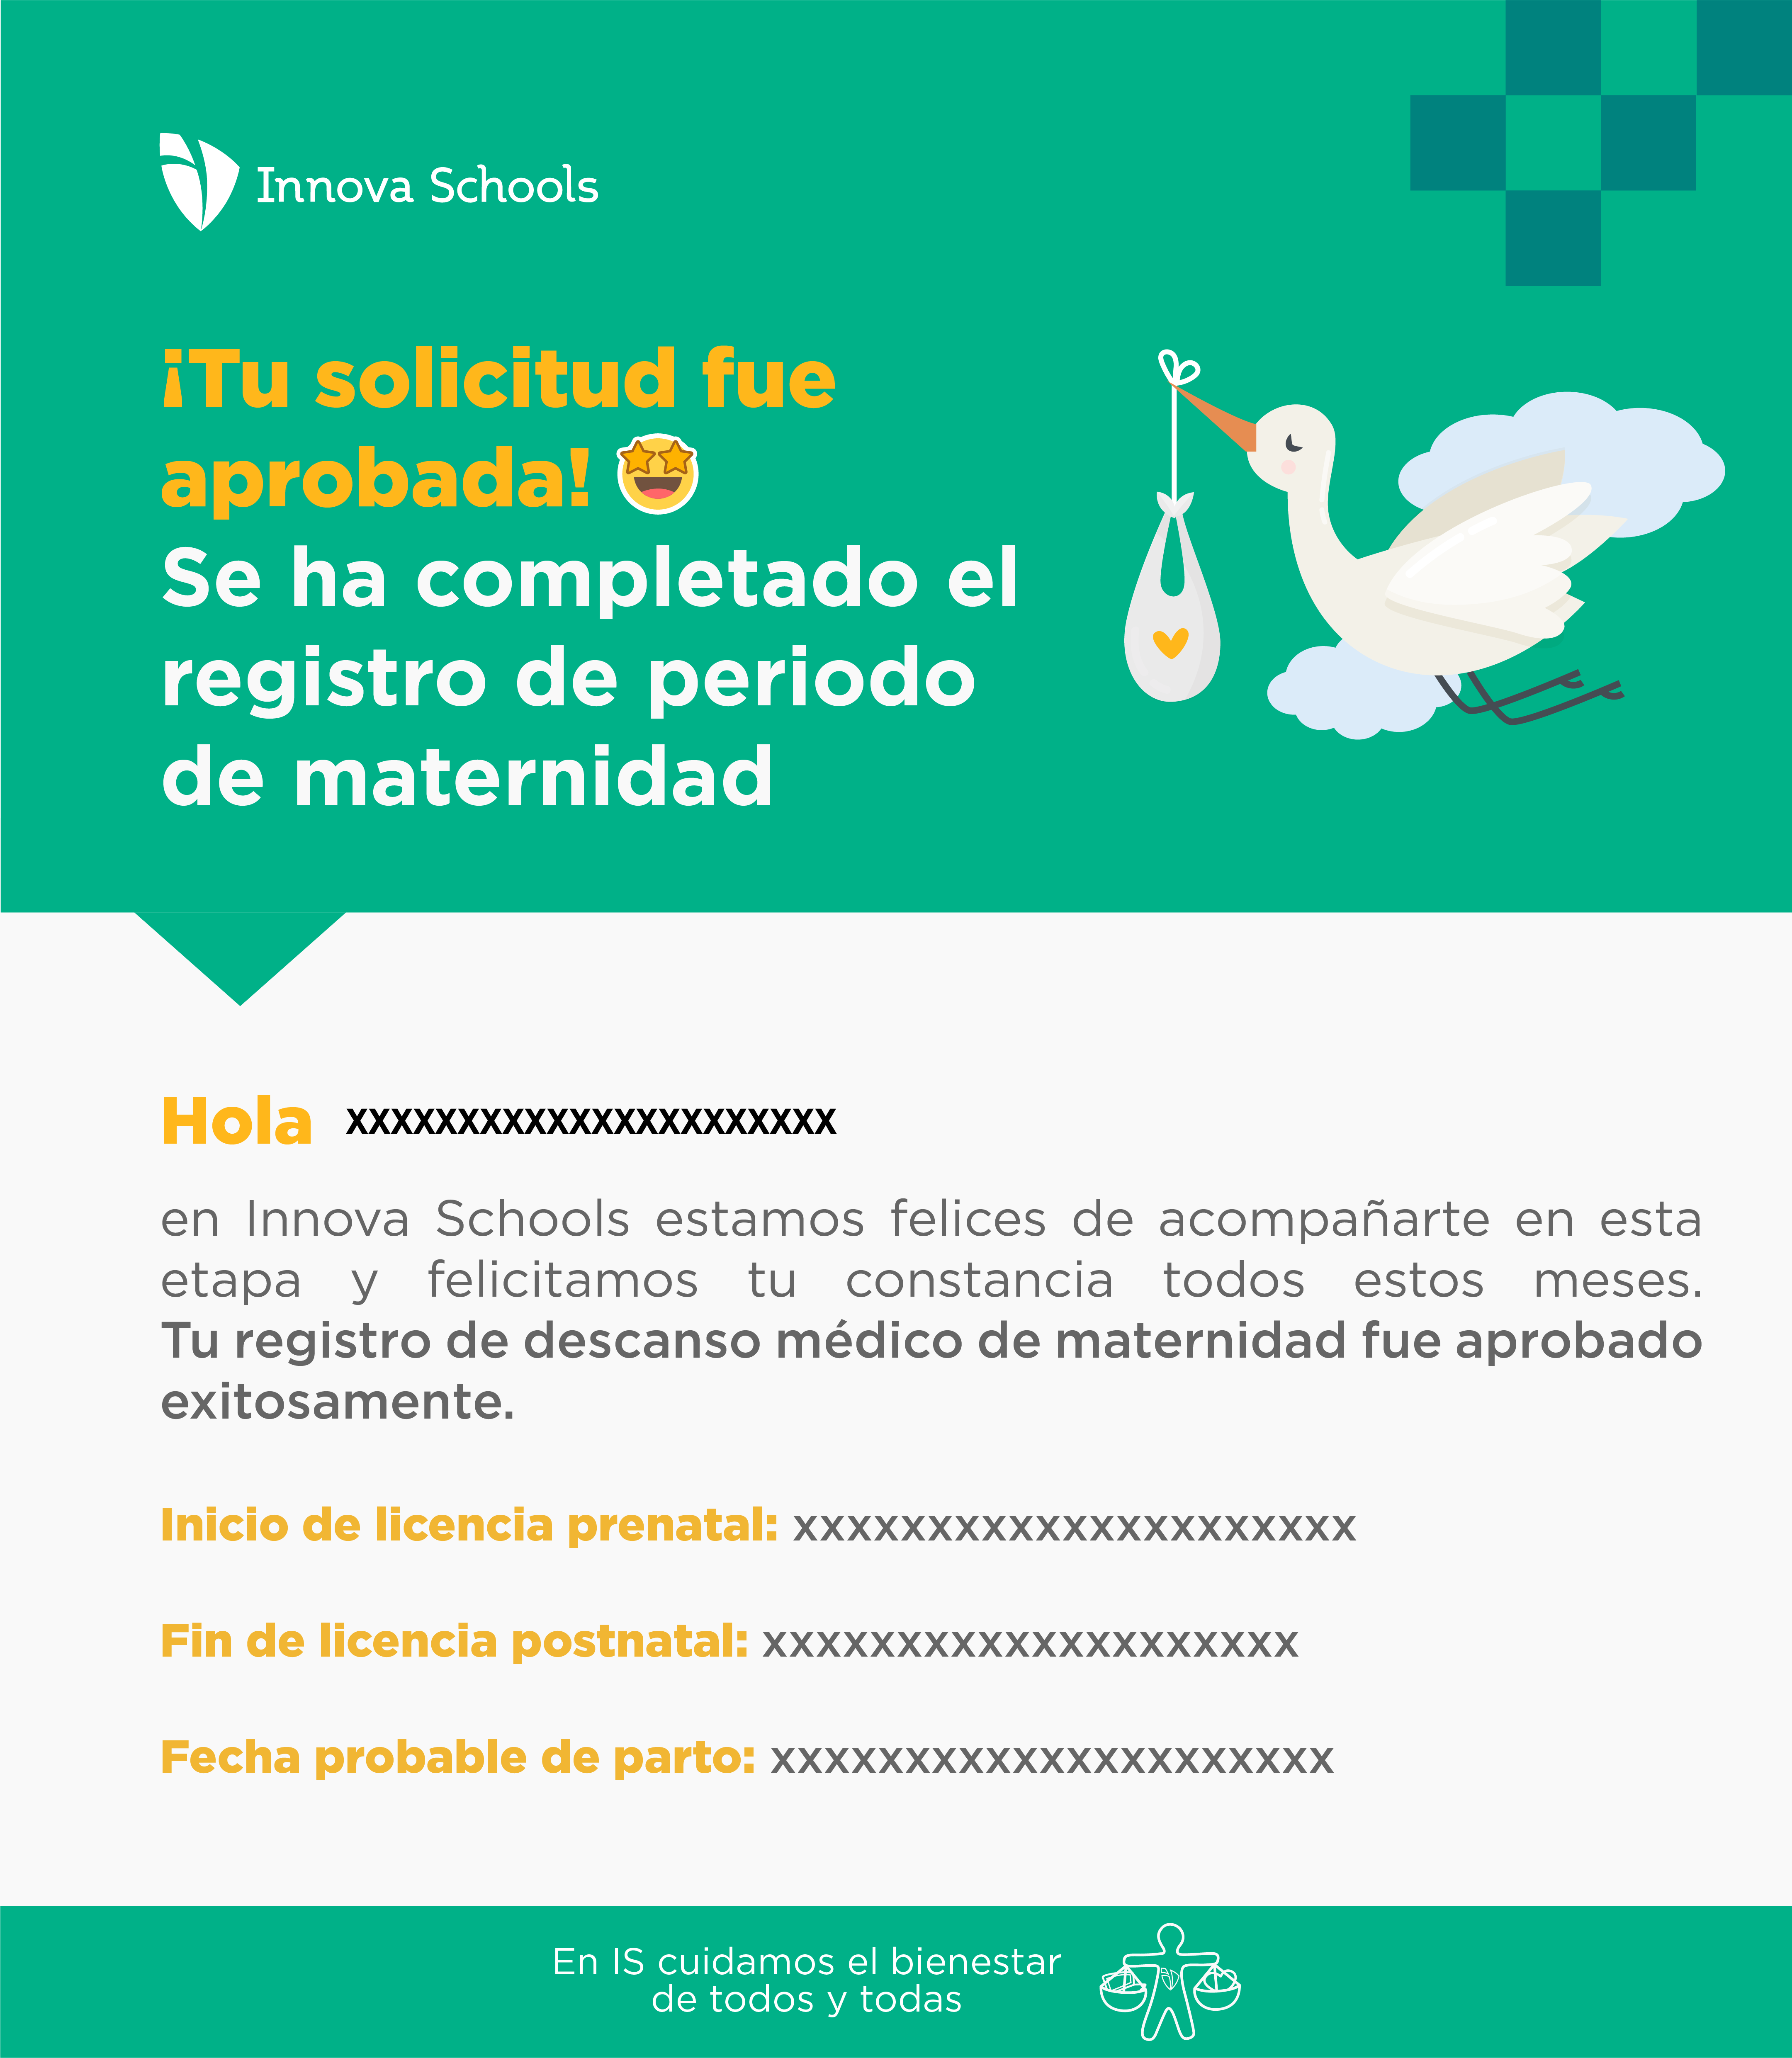 Innova Schools
¡Tu solicitud fue
aprobada!
Se ha completado el
registro de periodo
de maternidad
Hola xxxxxxxxxxxxxxxxxxxxxx
en Innova Schools estamos felices de acompañarte en esta
etapa y felicitamos tu constancia todos estos meses.
Tu registro de descanso médico de maternidad fue aprobado
exitosamente.
Inicio de licencia prenatal: xxxxxxxxxxxxxxxxxxxxx
Fin de licencia postnatal: xxxxxxxxxxxxxxxxxxxx
Fecha probable de parto: xxxxxxxxxxxxxxxxxxxxx
En IS cuidamos el bienestar
de todos y todas